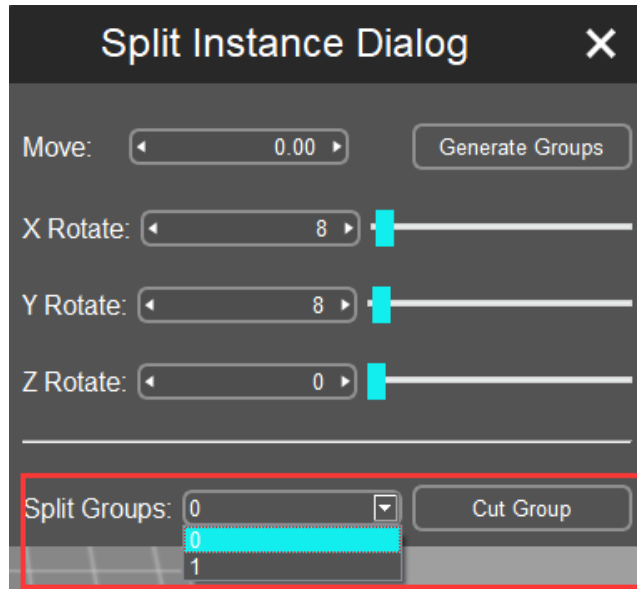 Split Instance Dialog
Move: 0.00 Generate Groups
X Rotate: 8
Y Rotate: 8
Z Rotate: 0
Split Groups: 0 Cut Group
0
1